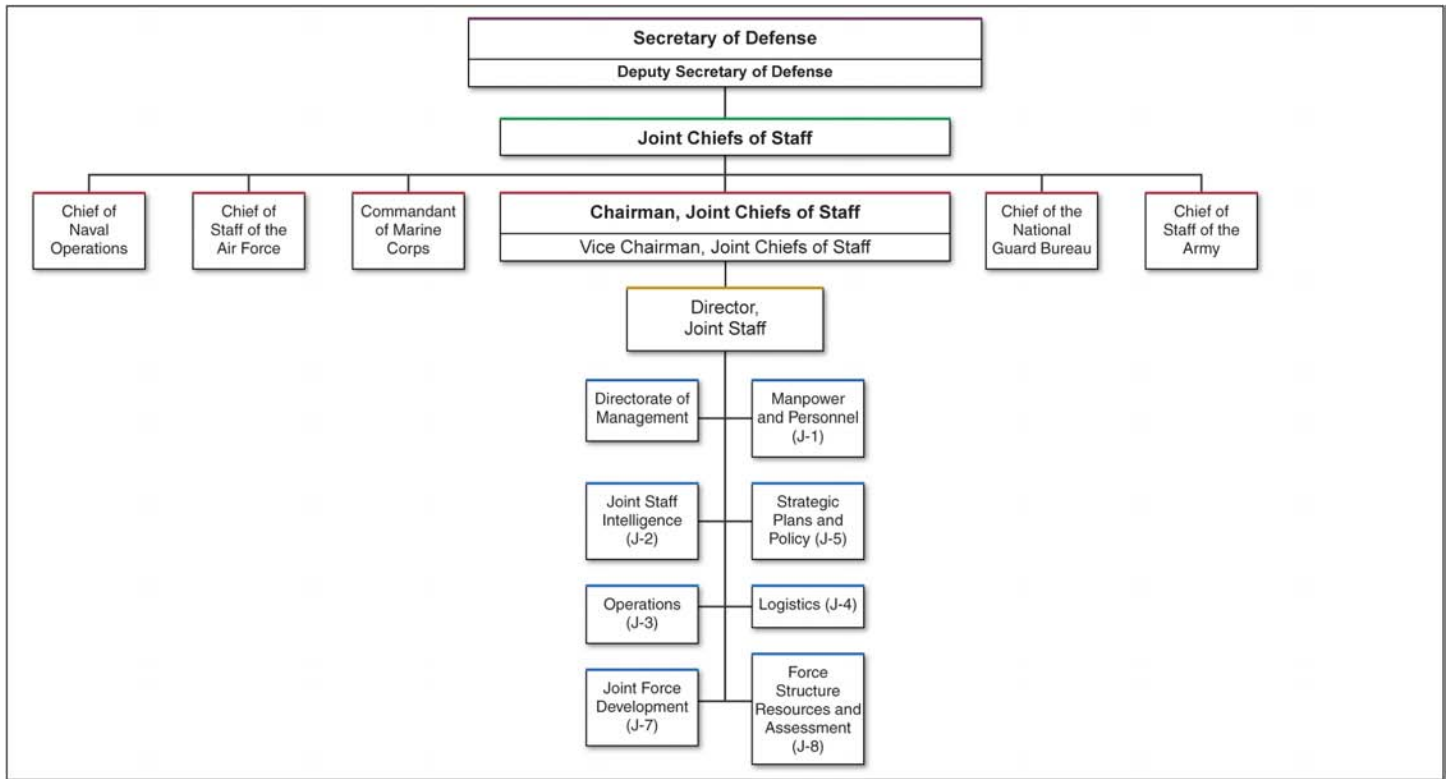 Secretary of Defense
Deputy Secretary of Defense
Joint Chiefs of Staff
Chief of
Naval
Operations
Chief of
Staff of the
Air Force
Commandant
of Marine
Corps
Chairman, Joint Chiefs of Staff
Vice Chairman, Joint Chiefs of Staff
Chief of the
National
Guard Bureau
Chief of
Staff of the
Army
Director,
Joint Staff
Directorate of
Management
Manpower
and Personnel
(J-1)
Joint Staff
Intelligence
(J-2)
Strategic
Plans and
Policy (J-5)
Operations
(J-3)
Logistics (J-4)
Joint Force
Development
(J-7)
Force
Structure
Resources and
Assessment
(J-8)